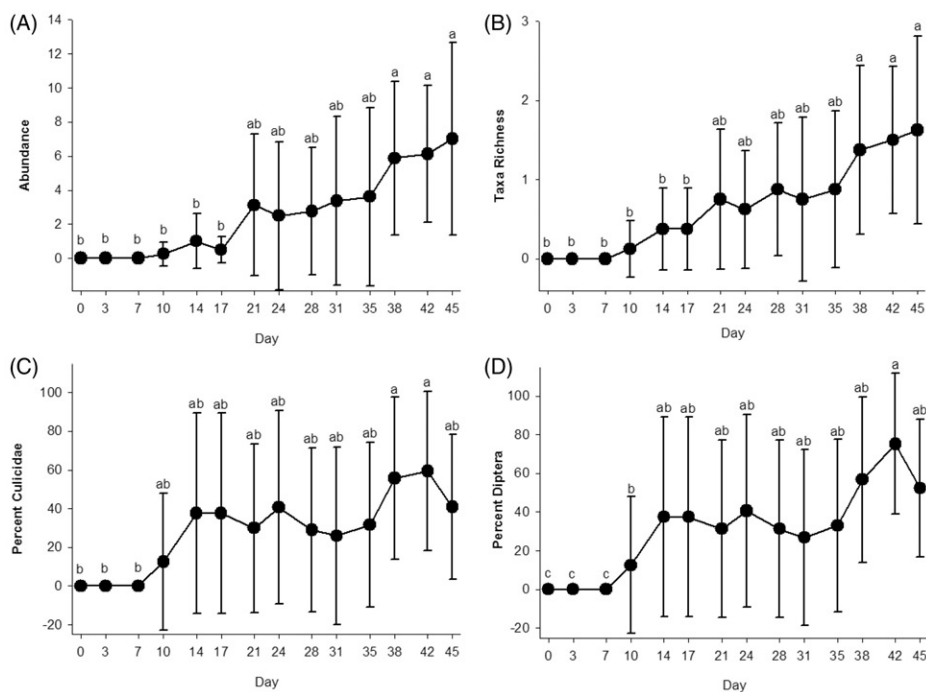 (A)
14
12
10
8
6
4
2
0
Abundance
b b b b b b ab ab ab ab ab a a a
0 3 7 10 14 17 21 24 28 31 35 38 42 45
Day
(B)
3
2
1
0
Taxa Richness
b b b b b b ab ab ab ab ab a a a
0 3 7 10 14 17 21 24 28 31 35 38 42 45
Day
(C)
100
80
60
40
20
0
-20
Percent Culicidae
b b b ab ab ab ab ab ab ab ab a a ab
0 3 7 10 14 17 21 24 28 31 35 38 42 45
Day
(D)
100
80
60
40
20
0
-20
Percent Diptera
c c c b ab ab ab ab ab ab ab ab a ab
0 3 7 10 14 17 21 24 28 31 35 38 42 45
Day